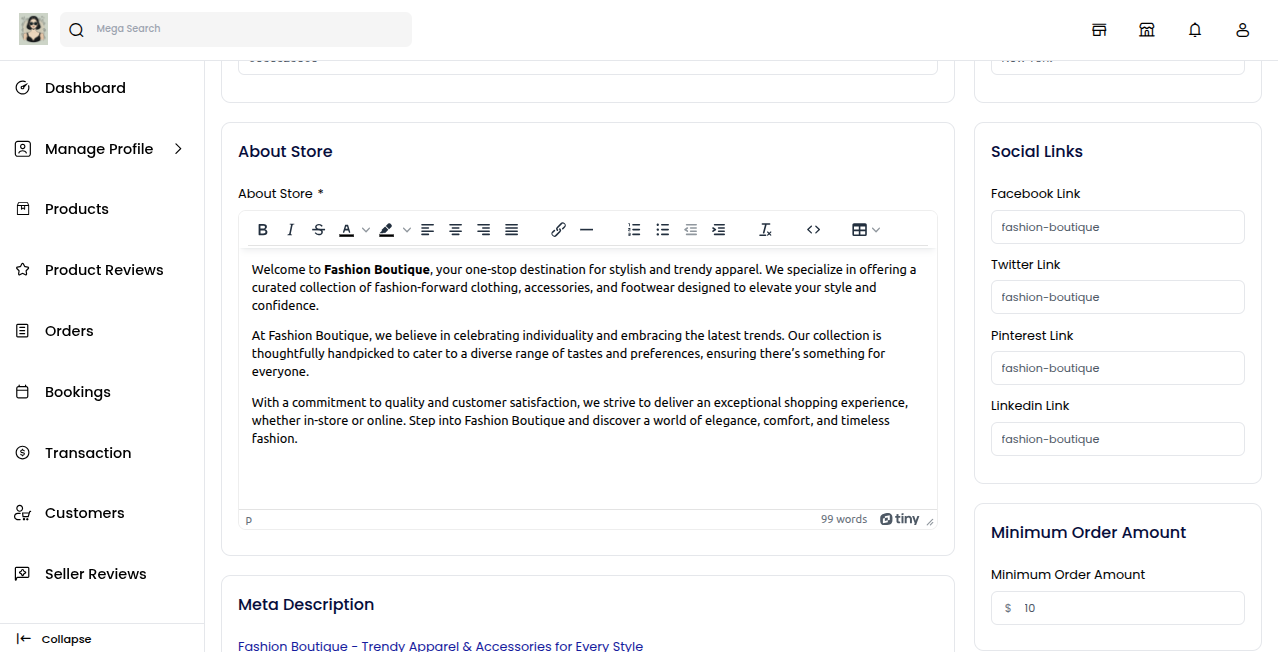 Mega Search
Dashboard
Manage Profile
Products
Product Reviews
Orders
Bookings
Transaction
Customers
Seller Reviews
Collapse
About Store
About Store *
Welcome to Fashion Boutique, your one-stop destination for stylish and trendy apparel. We specialize in offering a
curated collection of fashion-forward clothing, accessories, and footwear designed to elevate your style and
confidence.
At Fashion Boutique, we believe in celebrating individuality and embracing the latest trends. Our collection is
thoughtfully handpicked to cater to a diverse range of tastes and preferences, ensuring there's something for
everyone.
With a commitment to quality and customer satisfaction, we strive to deliver an exceptional shopping experience,
whether in-store or online. Step into Fashion Boutique and discover a world of elegance, comfort, and timeless
fashion.
p
99 words
tiny
Meta Description
Fashion Boutique - Trendy Apparel & Accessories for Every Style
Social Links
Facebook Link
fashion-boutique
Twitter Link
fashion-boutique
Pinterest Link
fashion-boutique
Linkedin Link
fashion-boutique
Minimum Order Amount
Minimum Order Amount
$ 10